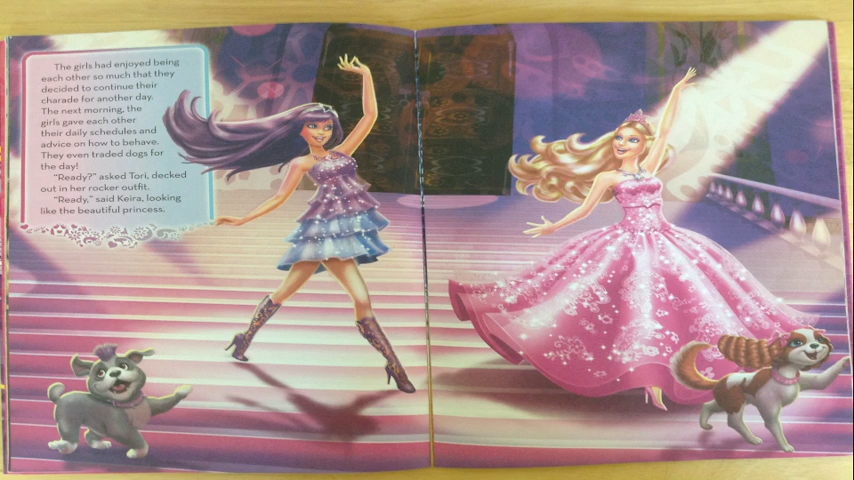 The girls had enjoyed being
each other so much that they
decided to continue their
charade for another day.
The next morning, the
girls gave each other
their daily schedules and
advice on how to behave.
They even traded dogs for
the day!
"Ready?" asked Tori, decked
out in her rocker outfit.
"Ready," said Keira, looking
like the beautiful princess.